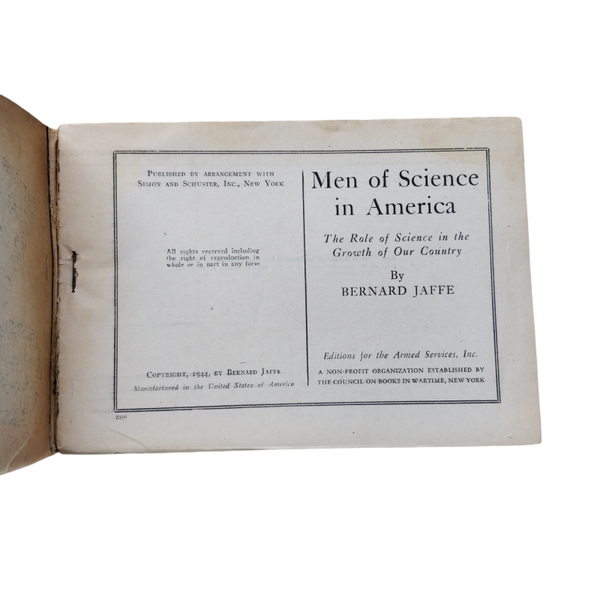 PUBLISHED BY ARRANGEMENT WITH
SIMON AND SCHUSTER, INC., NEW YORK
All rights reserved including
the right of reproduction in
whole or in part in any form
COPYRIGHT, 1944, BY BERNARD JAFFE
Manufactured in the United States of America
Men of Science
in America
The Role of Science in the
Growth of Our Country
By
BERNARD JAFFE
Editions for the Armed Services, Inc.
A NON-PROFIT ORGANIZATION ESTABLISHED BY
THE COUNCIL ON BOOKS IN WARTIME, NEW YORK